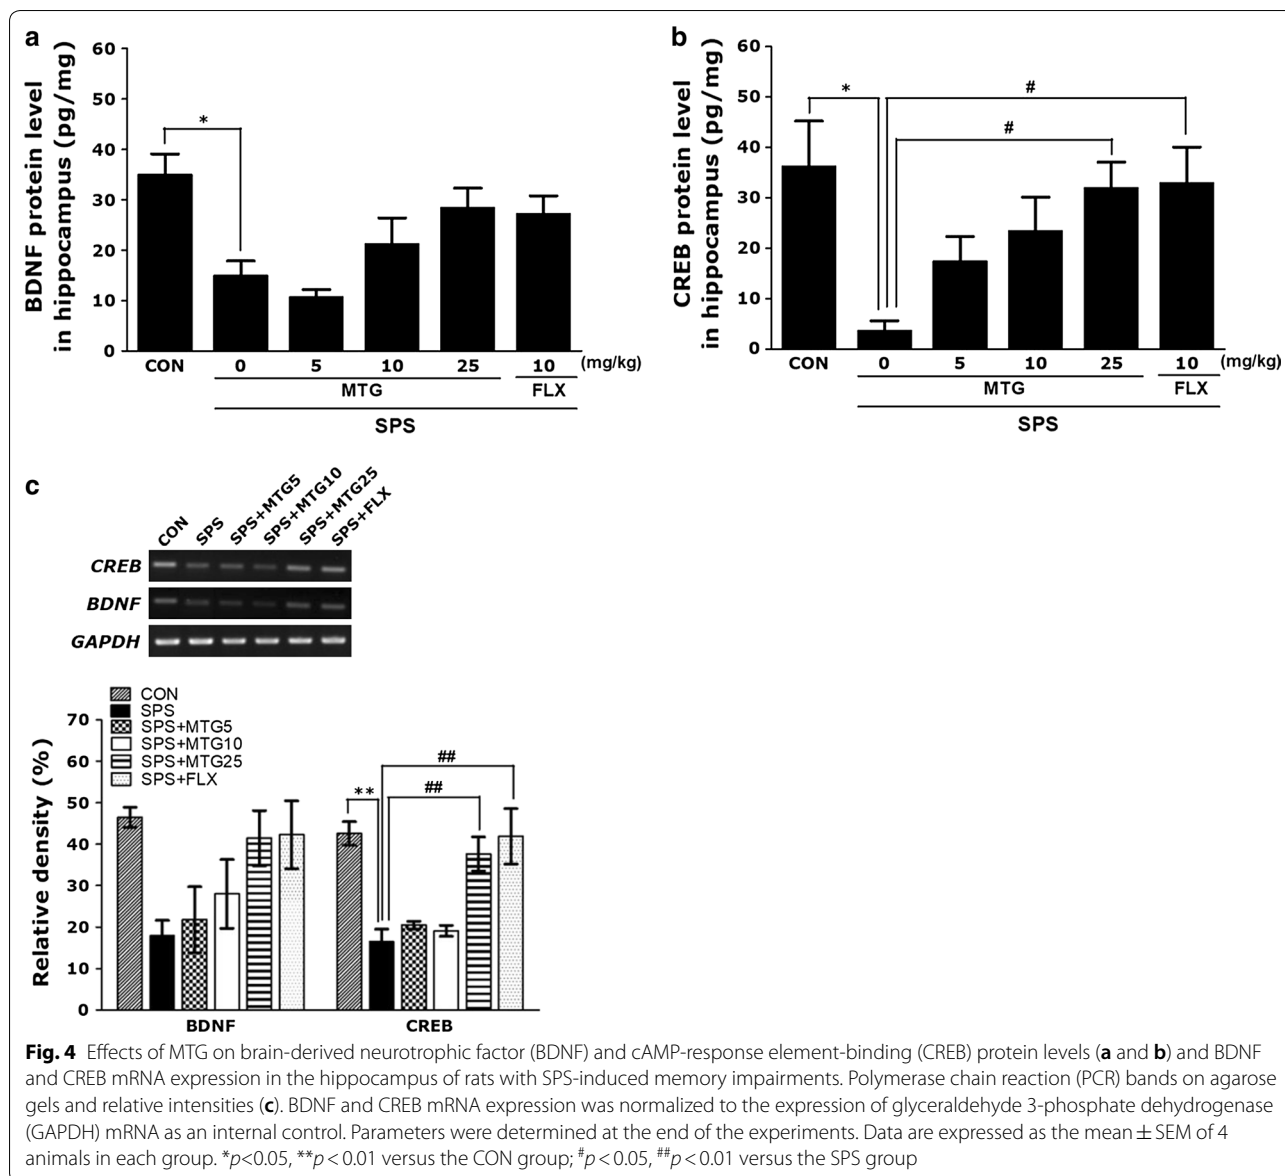 a
BDNF protein level
in hippocampus (pg/mg)
60
50
40
30
20
10
0
*
CON 0 5 10 25 10 (mg/kg)
MTG FLX
SPS
b
CREB protein level
in hippocampus (pg/mg)
60
50
40
30
20
10
0
* #
#
CON 0 5 10 25 10 (mg/kg)
MTG FLX
SPS
c
CON SPS SPS+MTG5 SPS+MTG10 SPS+MTG25 SPS+FLX
CREB
BDNF
GAPDH
CON
SPS
SPS+MTG5
SPS+MTG10
SPS+MTG25
SPS+FLX
Relative density (%)
70
60
50
40
30
20
10
0
##
** ##
BDNF CREB
Fig. 4 Effects of MTG on brain-derived neurotrophic factor (BDNF) and cAMP-response element-binding (CREB) protein levels (a and b) and BDNF
and CREB mRNA expression in the hippocampus of rats with SPS-induced memory impairments. Polymerase chain reaction (PCR) bands on agarose
gels and relative intensities (c). BDNF and CREB mRNA expression was normalized to the expression of glyceraldehyde 3-phosphate dehydrogenase
(GAPDH) mRNA as an internal control. Parameters were determined at the end of the experiments. Data are expressed as the mean ± SEM of 4
animals in each group. *p<0.05, **p < 0.01 versus the CON group; #p < 0.05, ##p < 0.01 versus the SPS group